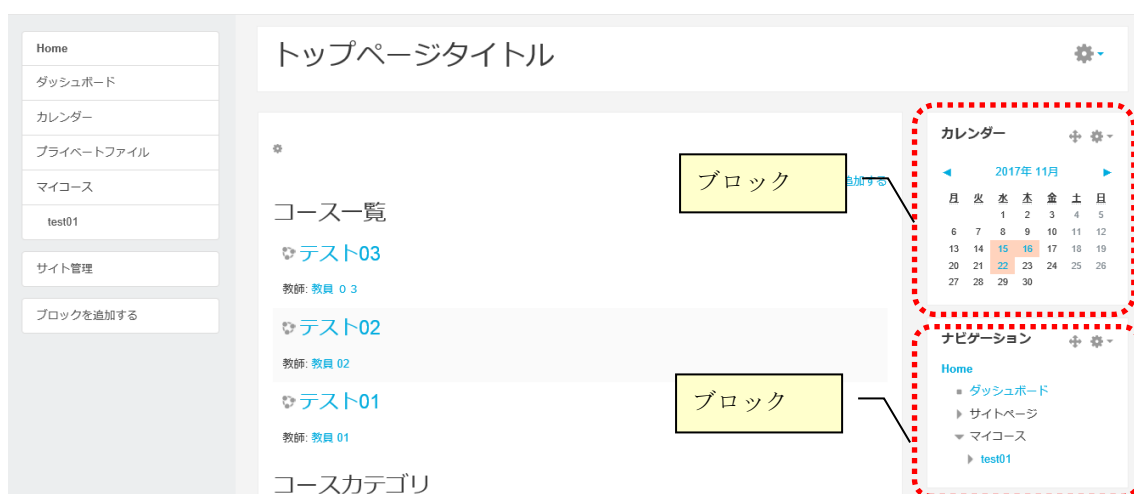 Home
ダッシュボード
カレンダー
プライベートファイル
マイコース
test01
サイト管理
ブロックを追加する
トップページタイトル
追加する
コース一覧
テスト03
教師: 教員 ０３
テスト02
教師: 教員 02
テスト01
教師: 教員 01
コースカテゴリ
ブロック
ブロック
カレンダー
◀ 2017年 11月 ▶
月 火 水 木 金 土 日
1 2 3 4 5
6 7 8 9 10 11 12
13 14 15 16 17 18 19
20 21 22 23 24 25 26
27 28 29 30
ナビゲーション
Home
ダッシュボード
サイトページ
マイコース
test01